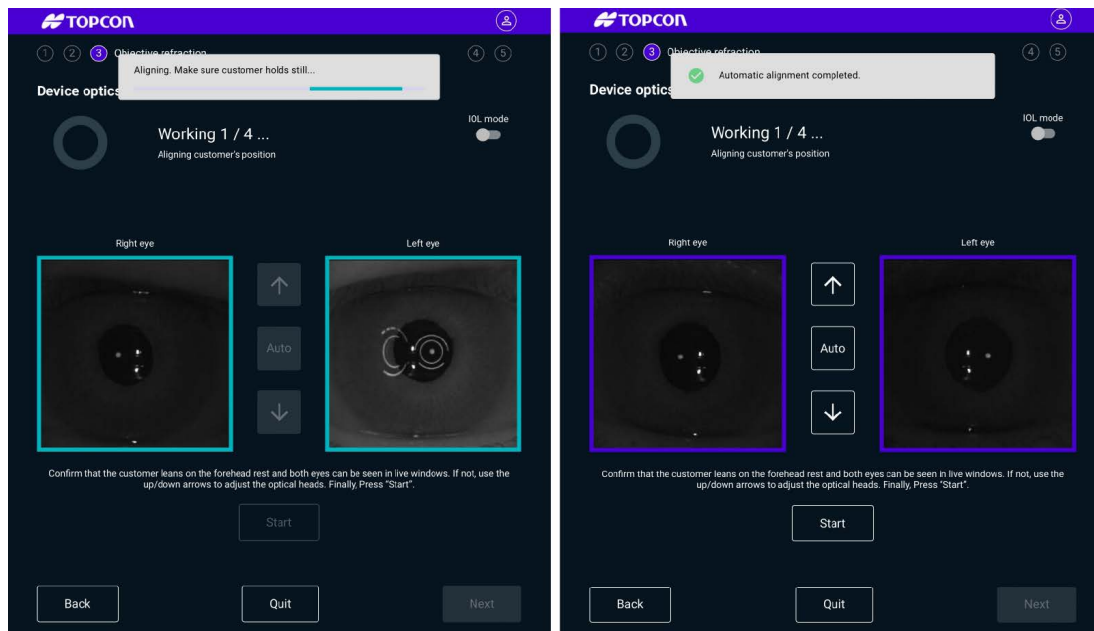 TOPCON
1 2 3 Objective refraction 4 5
Aligning. Make sure customer holds still...
Device optics
IOL mode
Working 1 / 4 ...
Aligning customer's position
Right eye
Left eye
Auto
Confirm that the customer leans on the forehead rest and both eyes can be seen in live windows. If not, use the
up/down arrows to adjust the optical heads. Finally, Press "Start".
Start
Back
Quit
Next
TOPCON
1 2 3 Objective refraction 4 5
Automatic alignment completed.
Device optics
IOL mode
Working 1 / 4 ...
Aligning customer's position
Right eye
Left eye
Auto
Confirm that the customer leans on the forehead rest and both eyes can be seen in live windows. If not, use the
up/down arrows to adjust the optical heads. Finally, Press "Start".
Start
Back
Quit
Next